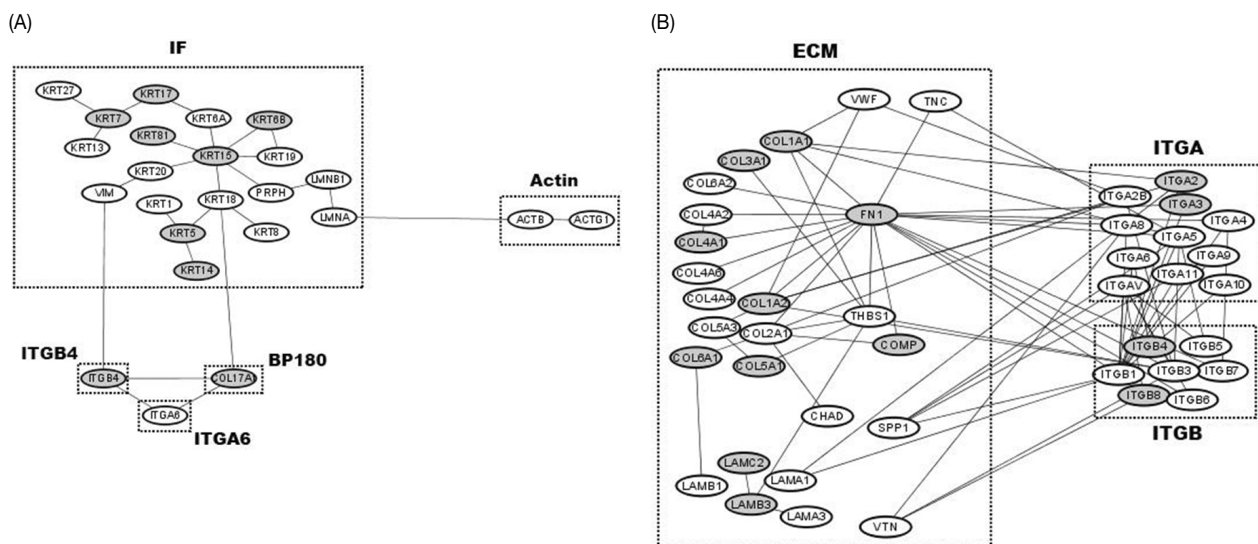 (A)
IF
KRT27
KRT17
KRT7
KRT6A
KRT6B
KRT81
KRT13
KRT15
KRT19
KRT20
VIM
PRPH
LMNB1
KRT1
KRT18
LMNA
KRT5
KRT8
KRT14
Actin
ACTB
ACTG1
ITGB4
ITGB4
BP180
ITGA6
ITGA6
(B)
ECM
VWF
TNC
COL1A1
COL3A1
COL6A2
COL4A2
FN1
COL4A1
COL4A6
COL4A4
COL1A2
COL5A3
COL2A1
THBS1
COMP
COL6A1
COL5A1
CHAD
SPP1
LAMC2
LAMB1
LAMA1
LAMB3
LAMA3
VTN
ITGA
ITGA2
ITGA2B
ITGA3
ITGA8
ITGA4
ITGA5
ITGA6
ITGA9
ITGA11
ITGAV
ITGA10
ITGB4
ITGB5
ITGB1
ITGB3
ITGB7
ITGB8
ITGB6
ITGB